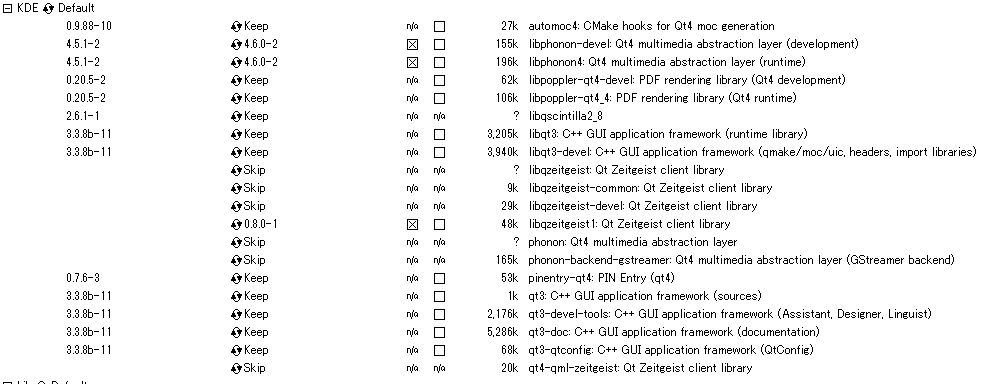 KDE Default
0.9.88-10 Keep n/a 27k automoc4: CMake hooks for Qt4 moc generation
4.5.1-2 4.6.0-2 155k libphonon-devel: Qt4 multimedia abstraction layer (development)
4.5.1-2 4.6.0-2 196k libphonon4: Qt4 multimedia abstraction layer (runtime)
0.20.5-2 Keep n/a 62k libpoppler-qt4-devel: PDF rendering library (Qt4 development)
0.20.5-2 Keep n/a 106k libpoppler-qt4_4: PDF rendering library (Qt4 runtime)
2.6.1-1 Keep n/a n/a ? libqscintilla2_8
3.3.8b-11 Keep n/a 3,205k libqt3: C++ GUI application framework (runtime library)
3.3.8b-11 Keep n/a 3,940k libqt3-devel: C++ GUI application framework (qmake/moc/uic, headers, import libraries)
Skip n/a n/a ? libqzeitgeist: Qt Zeitgeist client library
Skip n/a n/a 9k libqzeitgeist-common: Qt Zeitgeist client library
Skip n/a n/a 29k libqzeitgeist-devel: Qt Zeitgeist client library
0.8.0-1 48k libqzeitgeist1: Qt Zeitgeist client library
Skip n/a n/a ? phonon: Qt4 multimedia abstraction layer
Skip n/a n/a 165k phonon-backend-gstreamer: Qt4 multimedia abstraction layer (GStreamer backend)
0.7.6-3 Keep n/a 53k pinentry-qt4: PIN Entry (qt4)
3.3.8b-11 Keep n/a 1k qt3: C++ GUI application framework (sources)
3.3.8b-11 Keep n/a 2,176k qt3-devel-tools: C++ GUI application framework (Assistant, Designer, Linguist)
3.3.8b-11 Keep n/a 5,286k qt3-doc: C++ GUI application framework (documentation)
3.3.8b-11 Keep n/a 68k qt3-qtconfig: C++ GUI application framework (QtConfig)
Skip n/a n/a 20k qt4-qml-zeitgeist: Qt Zeitgeist client library